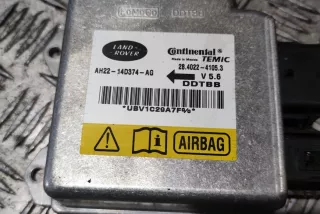 LAND-
ROVER
Continental
Made in Mexico TEMIC
AH22-14D374-AG
28.4022-4105.3
V 5.6
DDTBB
*UBV1C29A7F%*
i
AIRBAG